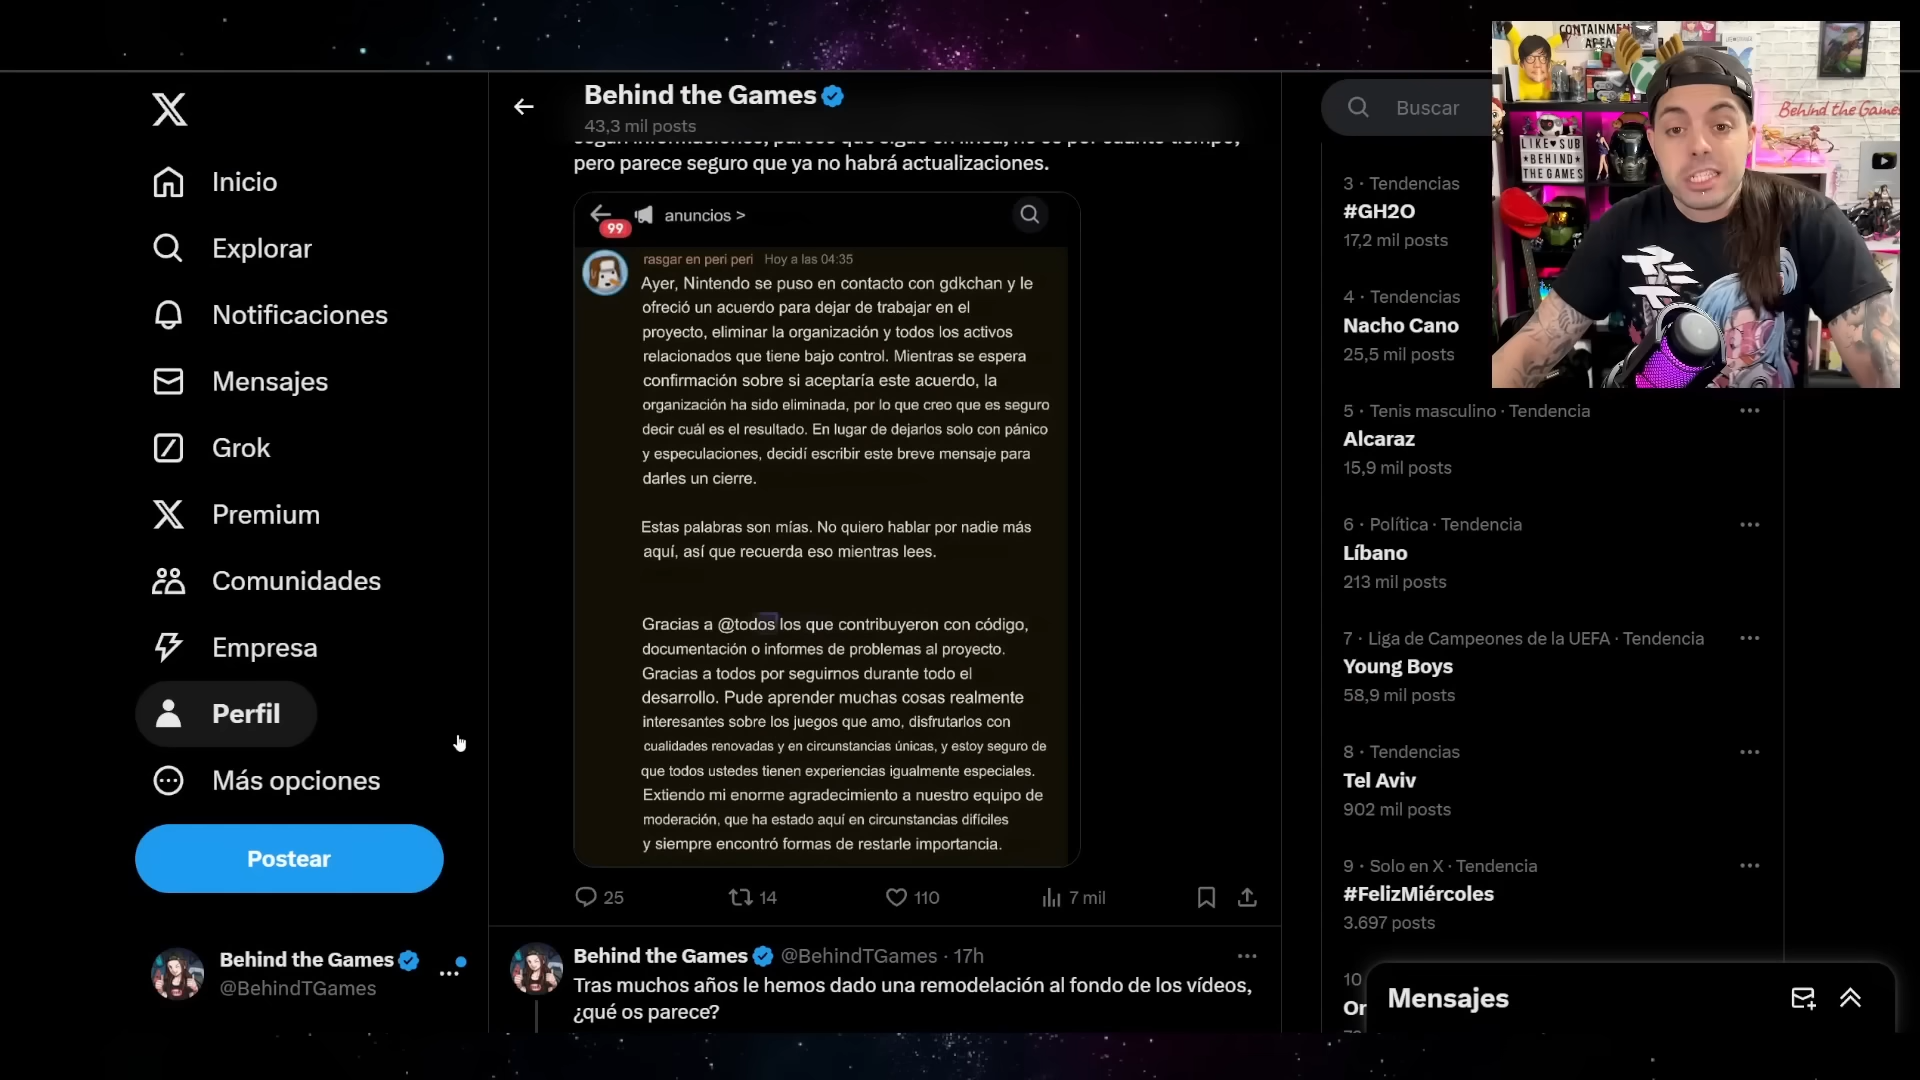 Inicio
Explorar
Notificaciones
Mensajes
Grok
Premium
Comunidades
Empresa
Perfil
Más opciones
Postear
Behind the Games
@BehindTGames
Behind the Games
43,3 mil posts
pero parece seguro que ya no habrá actualizaciones.
99
anuncios >
rasgar en peri peri Hoy a las 04:35
Ayer, Nintendo se puso en contacto con gdkchan y le
ofreció un acuerdo para dejar de trabajar en el
proyecto, eliminar la organización y todos los activos
relacionados que tiene bajo control. Mientras se espera
confirmación sobre si aceptaría este acuerdo, la
organización ha sido eliminada, por lo que creo que es seguro
decir cuál es el resultado. En lugar de dejarlos solo con pánico
y especulaciones, decidí escribir este breve mensaje para
darles un cierre.
Estas palabras son mías. No quiero hablar por nadie más
aquí, así que recuerda eso mientras lees.
Gracias a @todos los que contribuyeron con código,
documentación o informes de problemas al proyecto.
Gracias a todos por seguirnos durante todo el
desarrollo. Pude aprender muchas cosas realmente
interesantes sobre los juegos que amo, disfrutarlos con
cualidades renovadas y en circunstancias únicas, y estoy seguro de
que todos ustedes tienen experiencias igualmente especiales.
Extiendo mi enorme agradecimiento a nuestro equipo de
moderación, que ha estado aquí en circunstancias difíciles
y siempre encontró formas de restarle importancia.
25 14 110 7 mil
Behind the Games @BehindTGames · 17h
Tras muchos años le hemos dado una remodelación al fondo de los vídeos,
¿qué os parece?
Buscar
3 · Tendencias
#GH2O
17,2 mil posts
4 · Tendencias
Nacho Cano
25,5 mil posts
5 · Tenis masculino · Tendencia
Alcaraz
15,9 mil posts
6 · Política · Tendencia
Líbano
213 mil posts
7 · Liga de Campeones de la UEFA · Tendencia
Young Boys
58,9 mil posts
8 · Tendencias
Tel Aviv
902 mil posts
9 · Solo en X · Tendencia
#FelizMiércoles
3.697 posts
10
Mensajes
CONTAINMENT
AREA
LIKE♥SUB
★BEHIND★
THE GAMES
Behind the Games